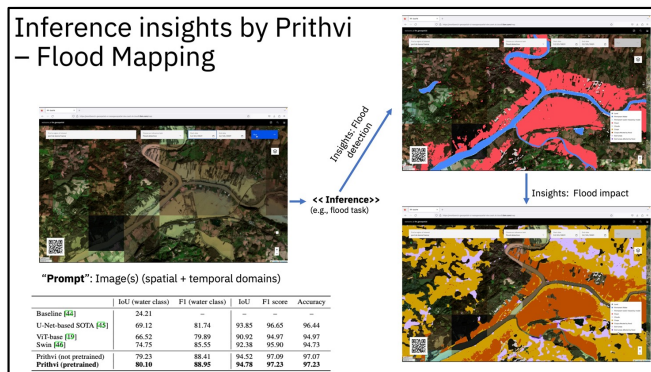 Inference insights by Prithvi
– Flood Mapping
Insights: Flood
detection
<< Inference>>
(e.g., flood task)
Insights: Flood impact
“Prompt”: Image(s) (spatial + temporal domains)
IoU (water class) F1 (water class) IoU F1 score Accuracy
Baseline [44] 24.21 – – – –
U-Net-based SOTA [45] 69.12 81.74 93.85 96.65 96.44
ViT-base [19] 66.52 79.89 90.92 94.97 94.97
Swin [46] 74.75 85.55 92.38 95.90 94.73
Prithvi (not pretrained) 79.23 88.41 94.52 97.09 97.07
Prithvi (pretrained) 80.10 88.95 94.78 97.23 97.23